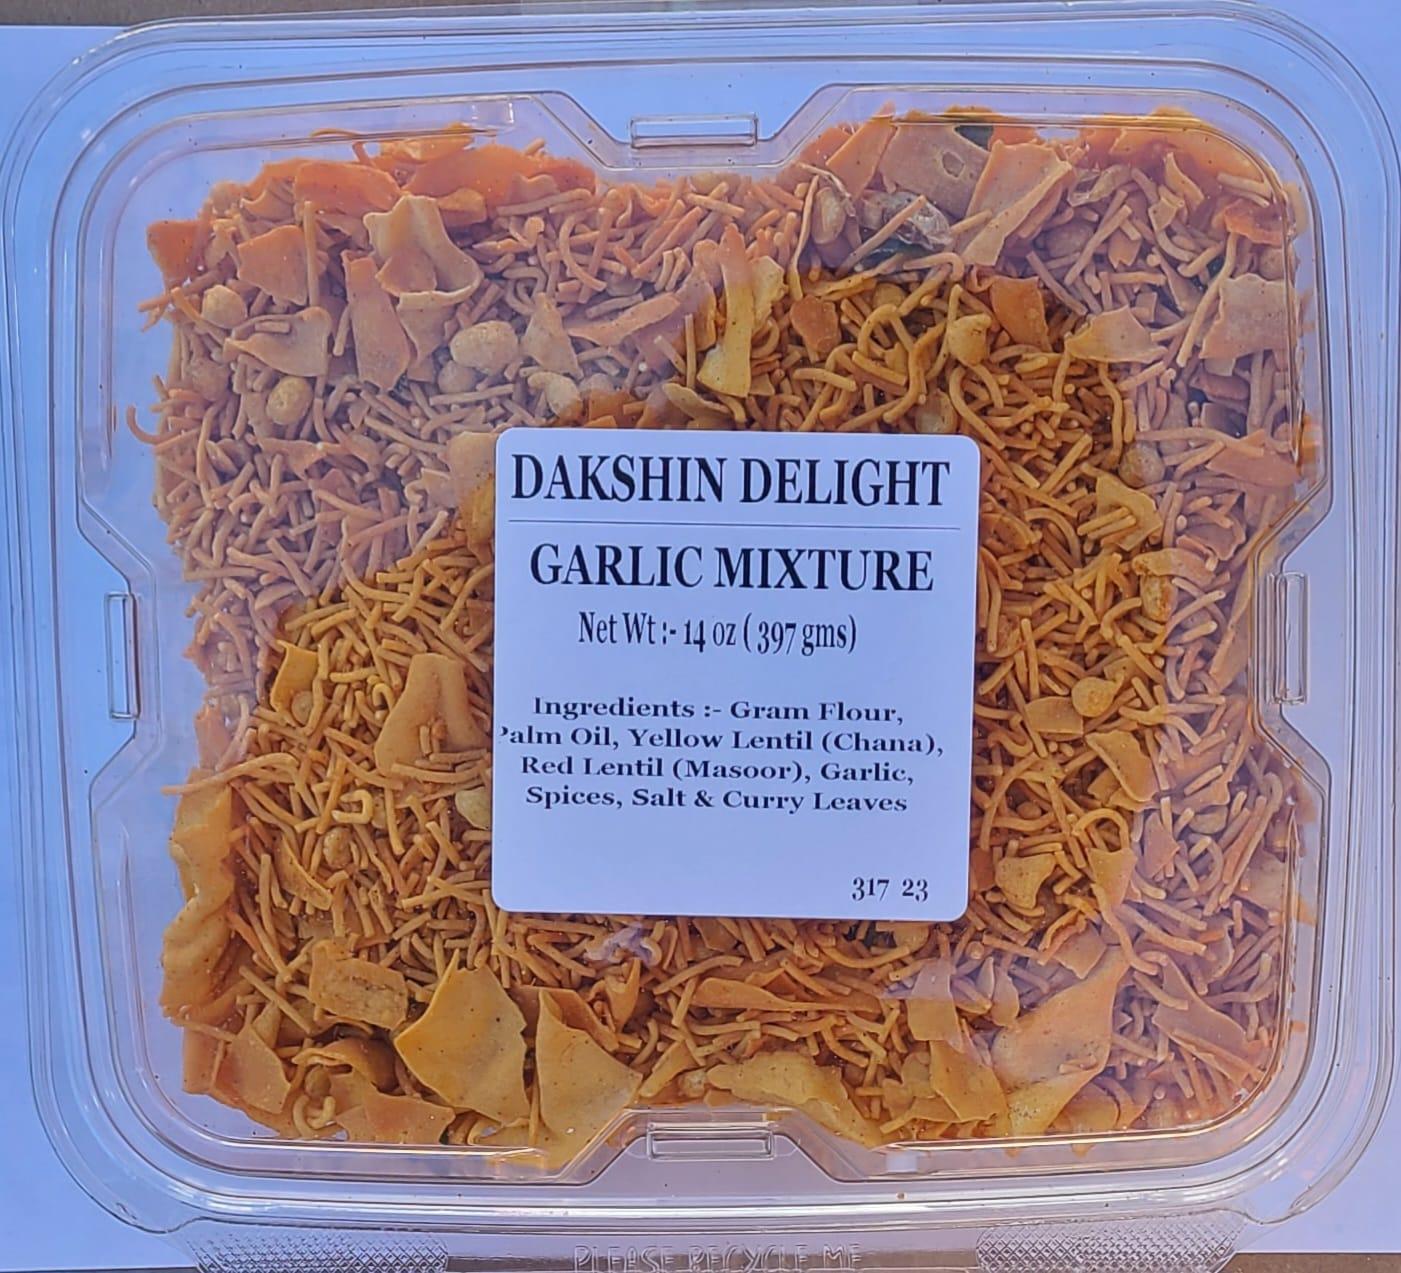 DAKSHIN DELIGHT
GARLIC MIXTURE
Net Wt :- 14 oz ( 397 gms)
Ingredients :- Gram Flour,
Palm Oil, Yellow Lentil (Chana),
Red Lentil (Masoor), Garlic,
Spices, Salt & Curry Leaves
317 23
PLEASE RECYCLE ME